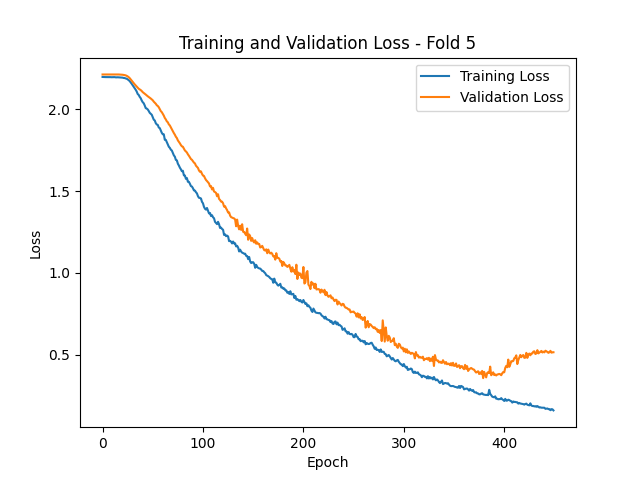 Training and Validation Loss - Fold 5
Training Loss
Validation Loss
2.0
1.5
1.0
0.5
Loss
0 100 200 300 400
Epoch